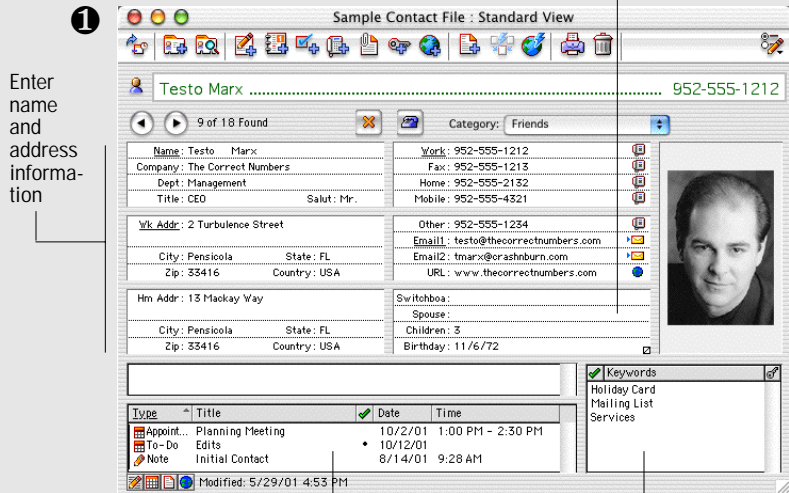 ❶
Sample Contact File : Standard View
Enter
name
and
address
informa-
tion
Testo Marx ........................................................................ 952-555-1212
9 of 18 Found
Category: Friends
Name: Testo Marx
Company: The Correct Numbers
Dept: Management
Title: CEO Salut: Mr.
Work: 952-555-1212
Fax: 952-555-1213
Home: 952-555-2132
Mobile: 952-555-4321
Wk Addr: 2 Turbulence Street
City: Pensicola State: FL
Zip: 33416 Country: USA
Other: 952-555-1234
Email1: testo@thecorrectnumbers.com
Email2: tmarx@crashnburn.com
URL: www.thecorrectnumbers.com
Hm Addr: 13 Mackay Way
City: Pensicola State: FL
Zip: 33416 Country: USA
Switchboa:
Spouse:
Children: 3
Birthday: 11/6/72
Keywords
Holiday Card
Mailing List
Services
Type Title Date Time
Appoint... Planning Meeting 10/2/01 1:00 PM - 2:30 PM
To-Do Edits • 10/12/01
Note Initial Contact 8/14/01 9:28 AM
Modified: 5/29/01 4:53 PM